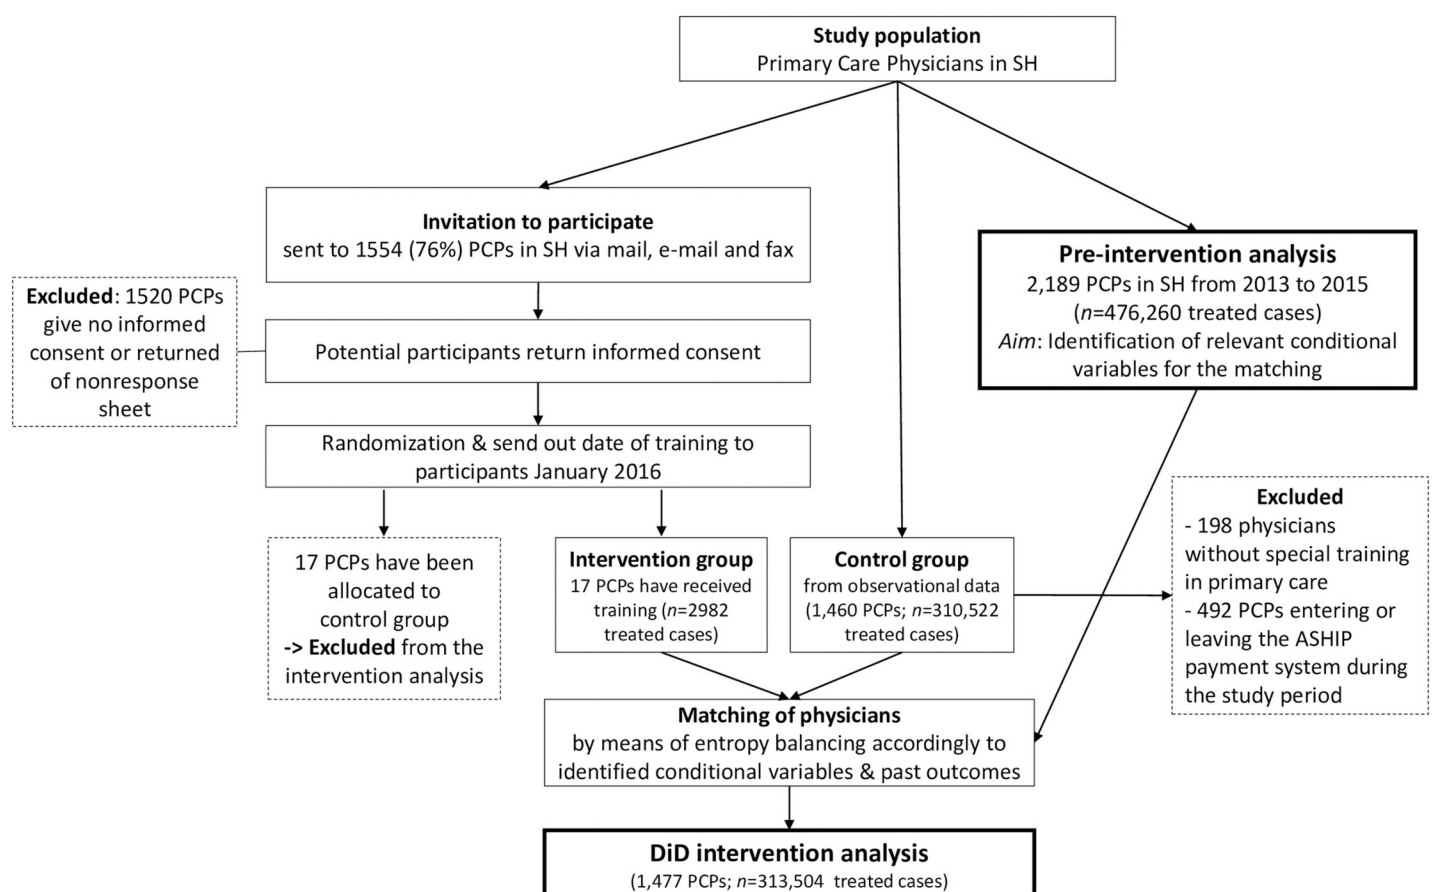 Study population
Primary Care Physicians in SH
Invitation to participate
sent to 1554 (76%) PCPs in SH via mail, e-mail and fax
Pre-intervention analysis
2,189 PCPs in SH from 2013 to 2015
(n=476,260 treated cases)
Aim: Identification of relevant conditional
variables for the matching
Excluded: 1520 PCPs
give no informed
consent or returned
of nonresponse
sheet
Potential participants return informed consent
Randomization & send out date of training to
participants January 2016
17 PCPs have been
allocated to
control group
-> Excluded from the
intervention analysis
Intervention group
17 PCPs have received
training (n=2982
treated cases)
Control group
from observational data
(1,460 PCPs; n=310,522
treated cases)
Excluded
- 198 physicians
without special training
in primary care
- 492 PCPs entering or
leaving the ASHIP
payment system during
the study period
Matching of physicians
by means of entropy balancing accordingly to
identified conditional variables & past outcomes
DiD intervention analysis
(1,477 PCPs; n=313,504 treated cases)